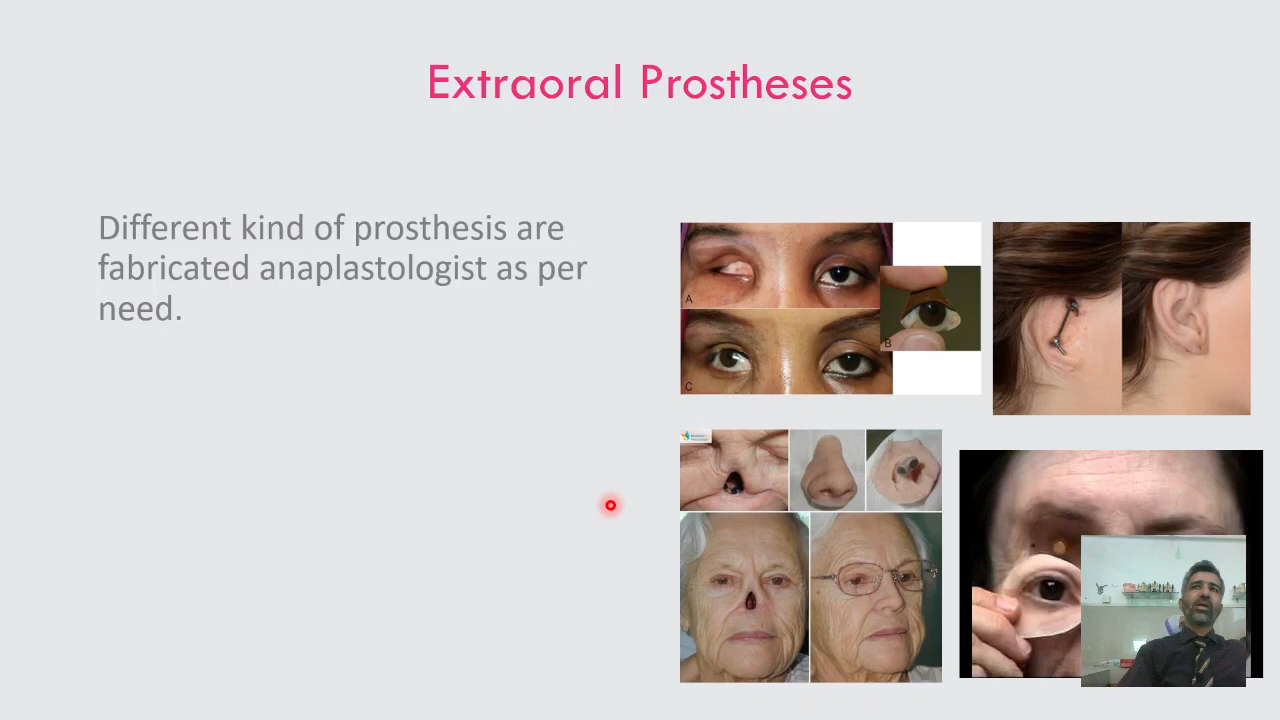 Extraoral Prostheses
Different kind of prosthesis are
fabricated anaplastologist as per
need.
A
B
C